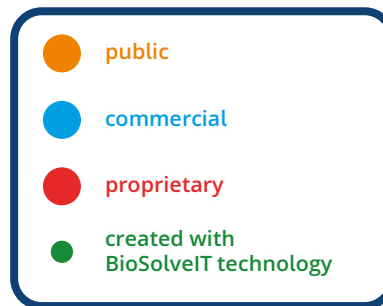 public
commercial
proprietary
created with
BioSolveIT technology